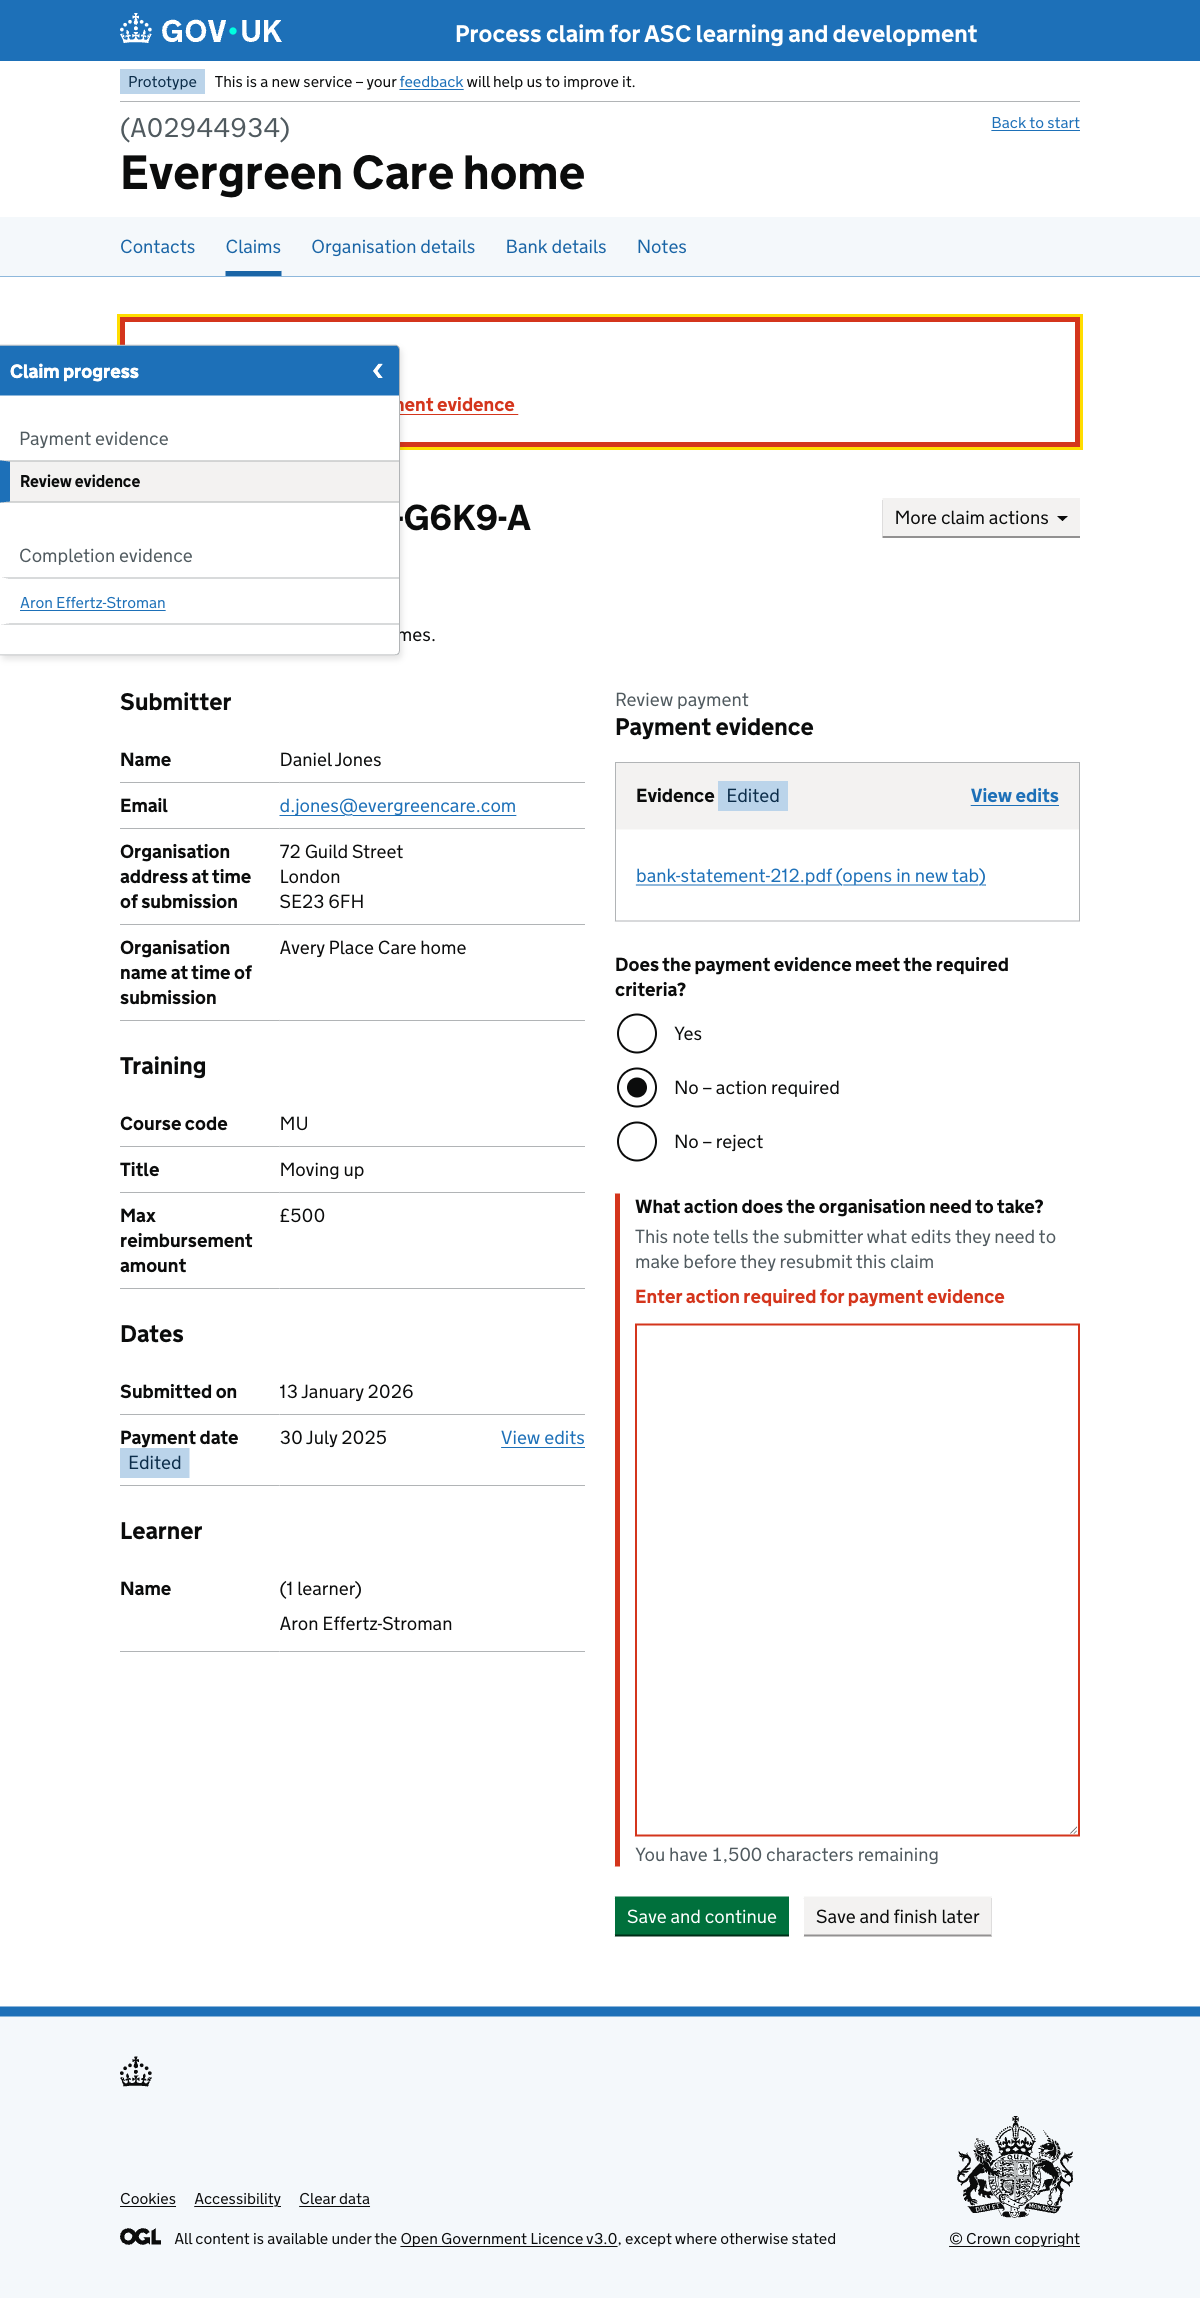 GOV·UK
Process claim for ASC learning and development
Prototype This is a new service – your feedback will help us to improve it.
(A02944934)
Back to start
Evergreen Care home
Contacts Claims Organisation details Bank details Notes
Claim progress
evidence
Payment evidence
Review evidence
-G6K9-A
More claim actions
Completion evidence
Aron Effertz-Stroman
Submitter
Name Daniel Jones
Email d.jones@evergreencare.com
Organisation address at time of submission
72 Guild Street
London
SE23 6FH
Organisation name at time of submission
Avery Place Care home
Training
Course code MU
Title Moving up
Max reimbursement amount
£500
Dates
Submitted on 13 January 2026
Payment date Edited
30 July 2025 View edits
Learner
Name (1 learner)
Aron Effertz-Stroman
Review payment
Payment evidence
Evidence Edited View edits
bank-statement-212.pdf (opens in new tab)
Does the payment evidence meet the required
criteria?
Yes
No – action required
No – reject
What action does the organisation need to take?
This note tells the submitter what edits they need to
make before they resubmit this claim
Enter action required for payment evidence
You have 1,500 characters remaining
Save and continue Save and finish later
Cookies Accessibility Clear data
OGL All content is available under the Open Government Licence v3.0, except where otherwise stated
© Crown copyright